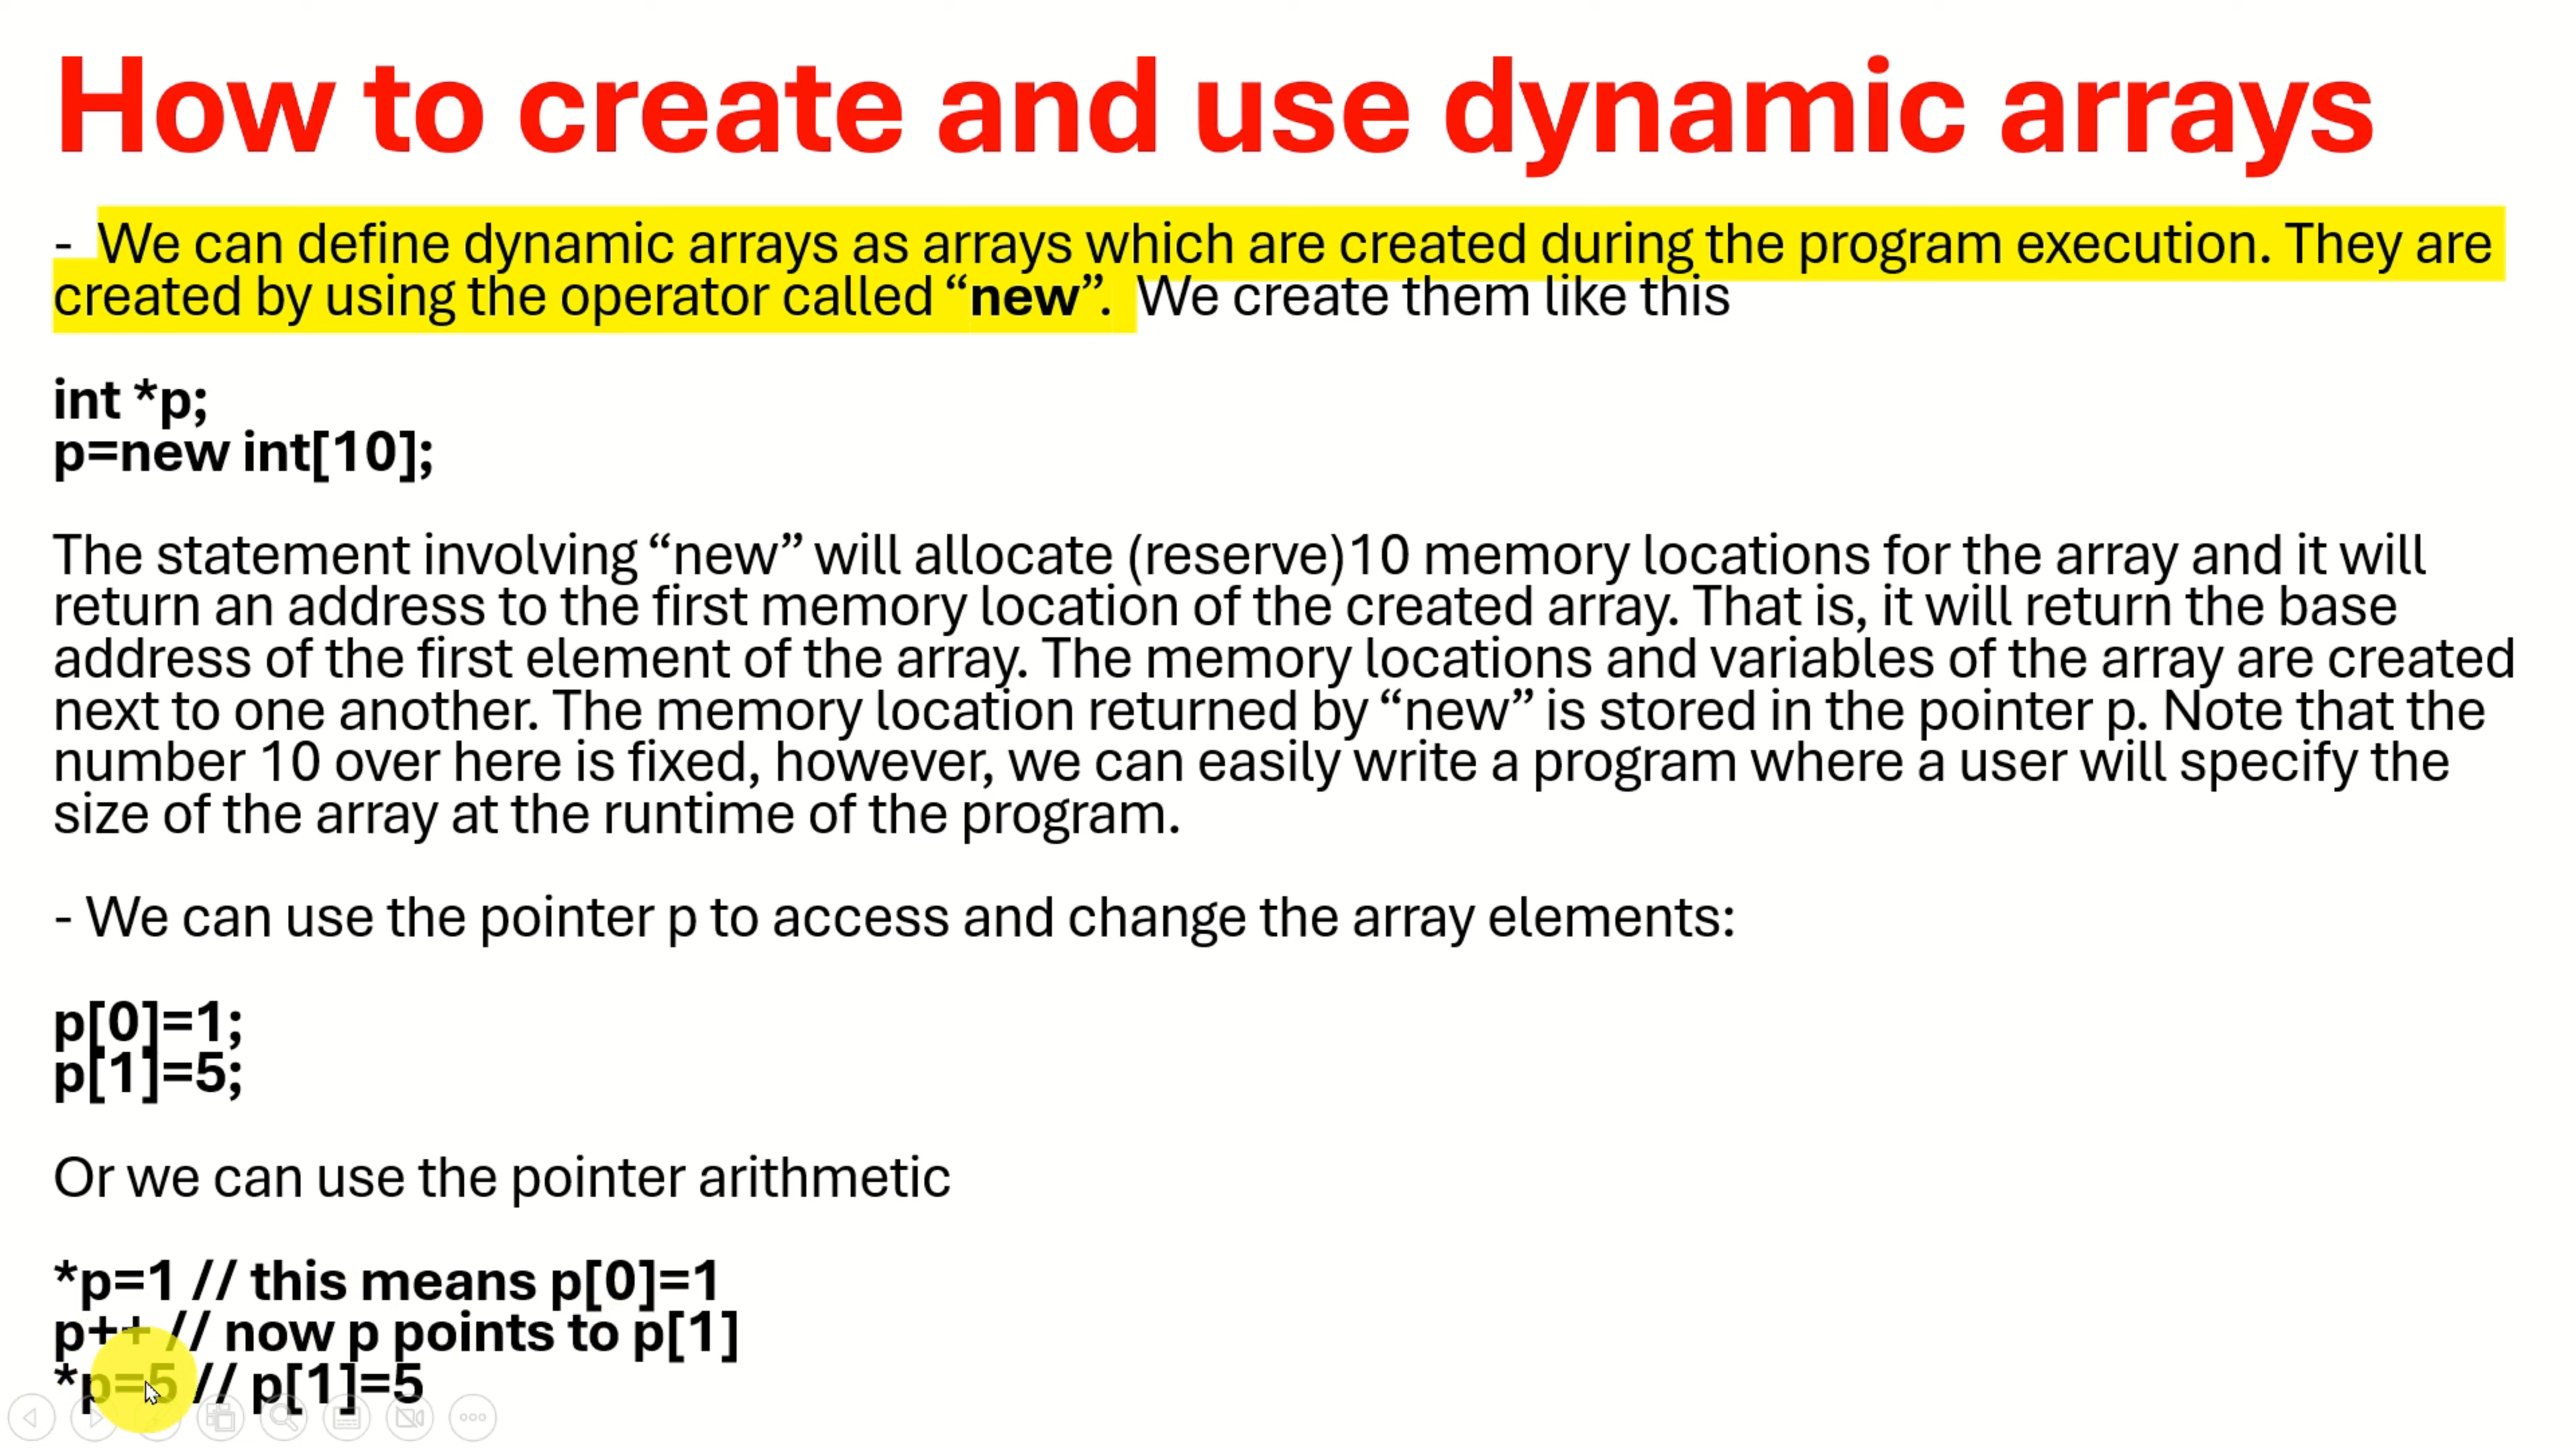 How to create and use dynamic arrays
- We can define dynamic arrays as arrays which are created during the program execution. They are
created by using the operator called “new”. We create them like this
int *p;
p=new int[10];
The statement involving “new” will allocate (reserve)10 memory locations for the array and it will
return an address to the first memory location of the created array. That is, it will return the base
address of the first element of the array. The memory locations and variables of the array are created
next to one another. The memory location returned by “new” is stored in the pointer p. Note that the
number 10 over here is fixed, however, we can easily write a program where a user will specify the
size of the array at the runtime of the program.
- We can use the pointer p to access and change the array elements:
p[0]=1;
p[1]=5;
Or we can use the pointer arithmetic
*p=1 // this means p[0]=1
p++ // now p points to p[1]
*p=5 // p[1]=5